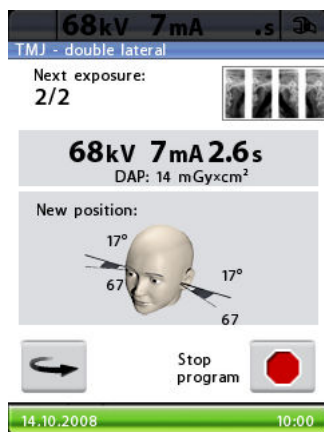 68kV 7mA .s
TMJ - double lateral
Next exposure:
2/2
68kV 7mA 2.6s
DAP: 14 mGy×cm²
New position:
17°
67
17°
67
Stop
program
14.10.2008 10:00